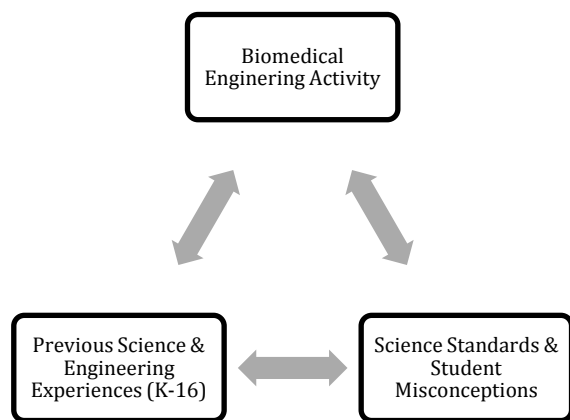 Biomedical
Enginering Activity
Previous Science &
Engineering
Experiences (K-16)
Science Standards &
Student
Misconceptions